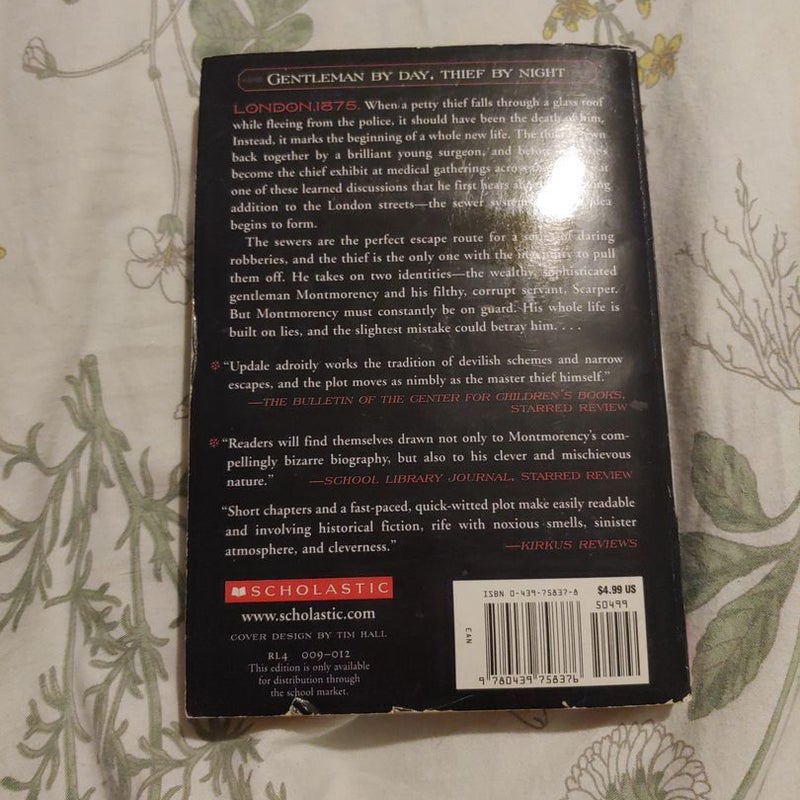 GENTLEMAN BY DAY, THIEF BY NIGHT
LONDON, 1875. When a petty thief falls through a glass roof
while fleeing from the police, it should have been the death of him.
Instead, it marks the beginning of a whole new life. The
back together by a brilliant young surgeon, and
become the chief exhibit at medical gatherings
one of these learned discussions that he first hears
addition to the London streets—the sewer idea
begins to form.
The sewers are the perfect escape route for a daring
robberies, and the thief is the only one with the to pull
them off. He takes on two identities—the wealthy, sophisticated
gentleman Montmorency and his filthy, corrupt servant, Scarper.
But Montmorency must constantly be on guard. His whole life is
built on lies, and the slightest mistake could betray him. . . .
* “Updale adroitly works the tradition of devilish schemes and narrow
escapes, and the plot moves as nimbly as the master thief himself.”
—THE BULLETIN OF THE CENTER FOR CHILDREN'S BOOKS,
STARRED REVIEW
* “Readers will find themselves drawn not only to Montmorency's com-
pellingly bizarre biography, but also to his clever and mischievous
nature.” —SCHOOL LIBRARY JOURNAL, STARRED REVIEW
“Short chapters and a fast-paced, quick-witted plot make easily readable
and involving historical fiction, rife with noxious smells, sinister
atmosphere, and cleverness.” —KIRKUS REVIEWS
SCHOLASTIC
www.scholastic.com
COVER DESIGN BY TIM HALL
RL4 009-012
This edition is only available
for distribution through
the school market.
ISBN 0-439-75837-8 $4.99 US
50499
EAN
9 780439 758376